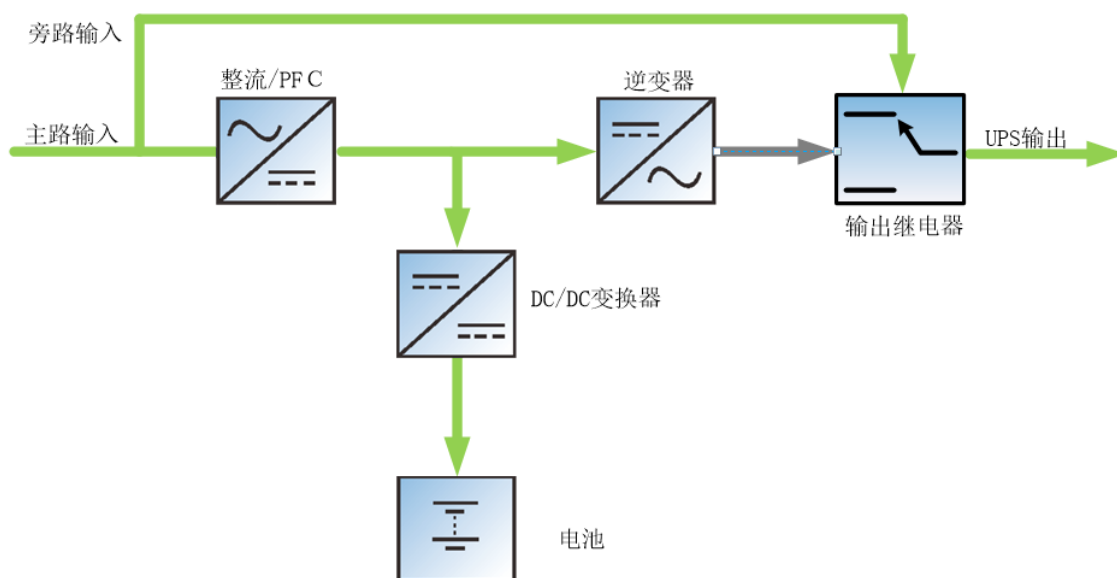 旁路输入
整流/PFC
逆变器
主路输入
UPS输出
输出继电器
DC/DC变换器
电池